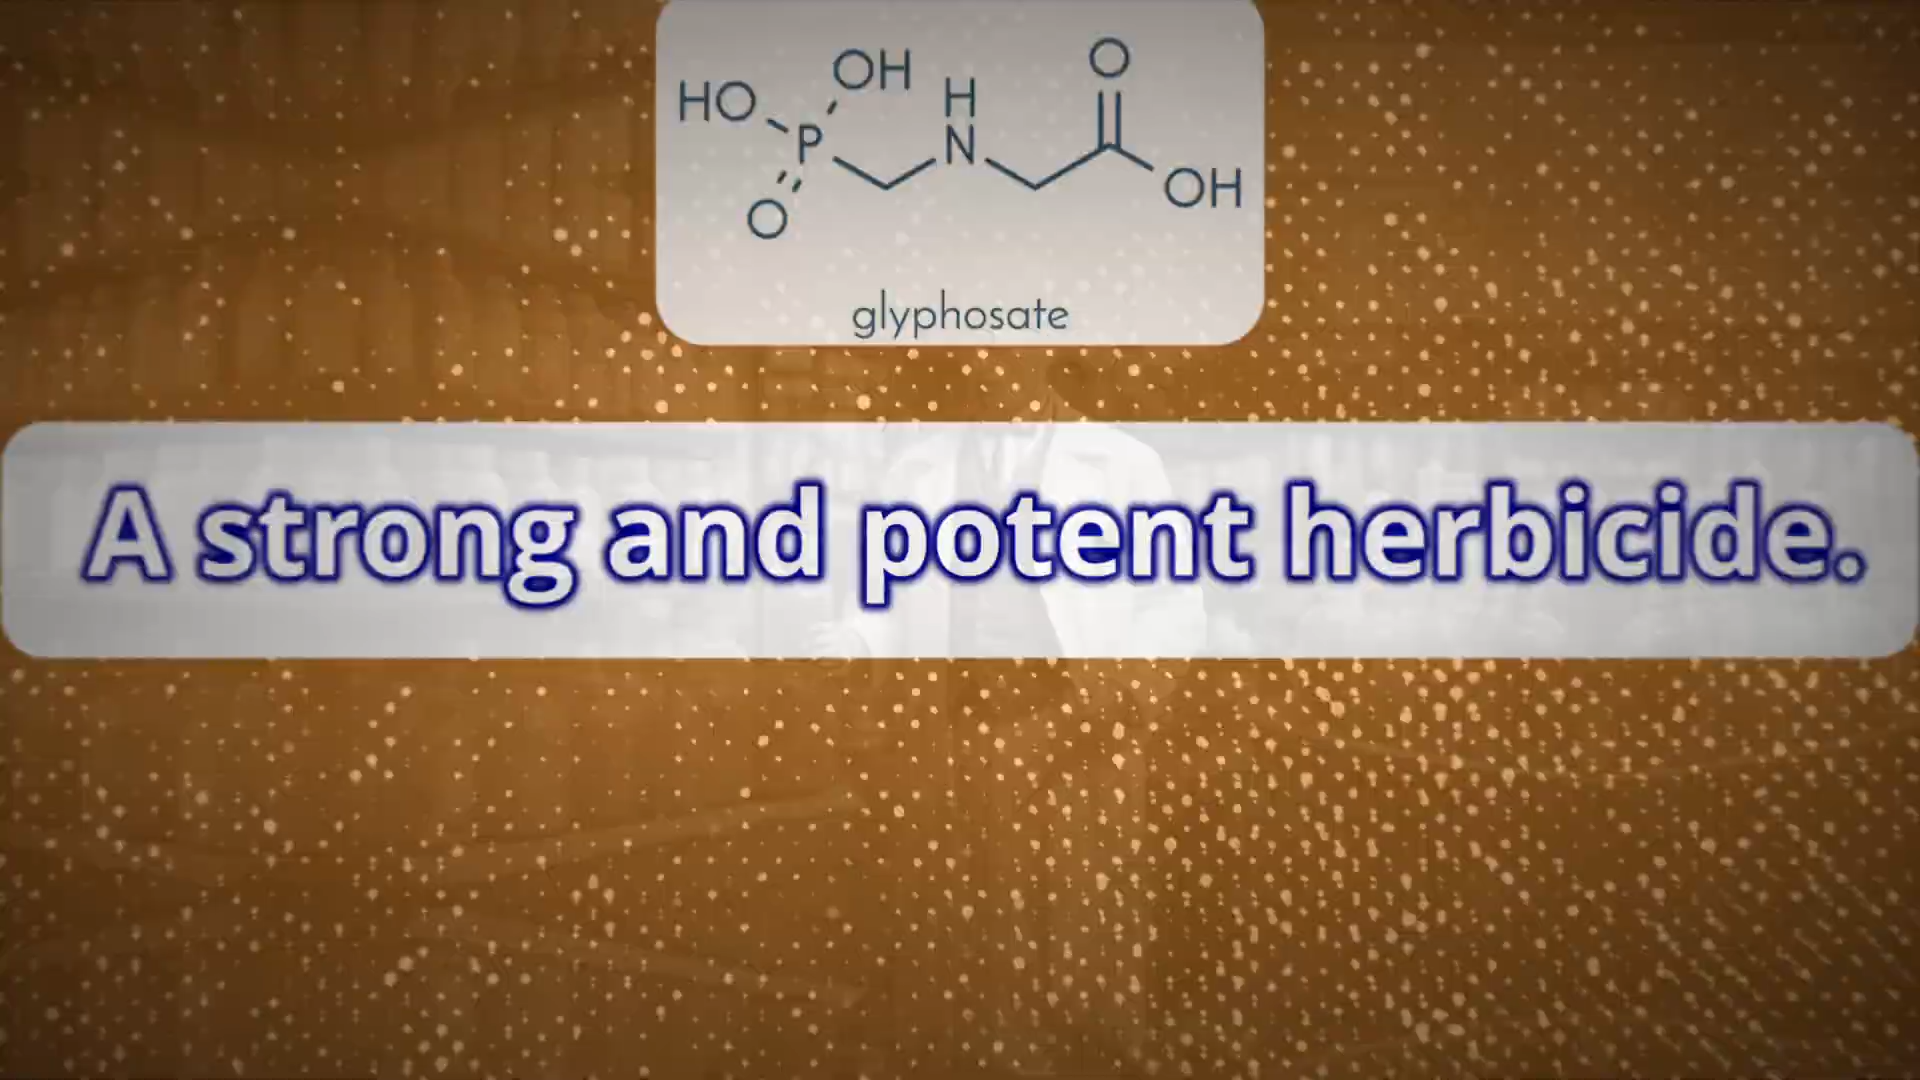 OH
O
HO
H
P
N
OH
O
glyphosate
A strong and potent herbicide.